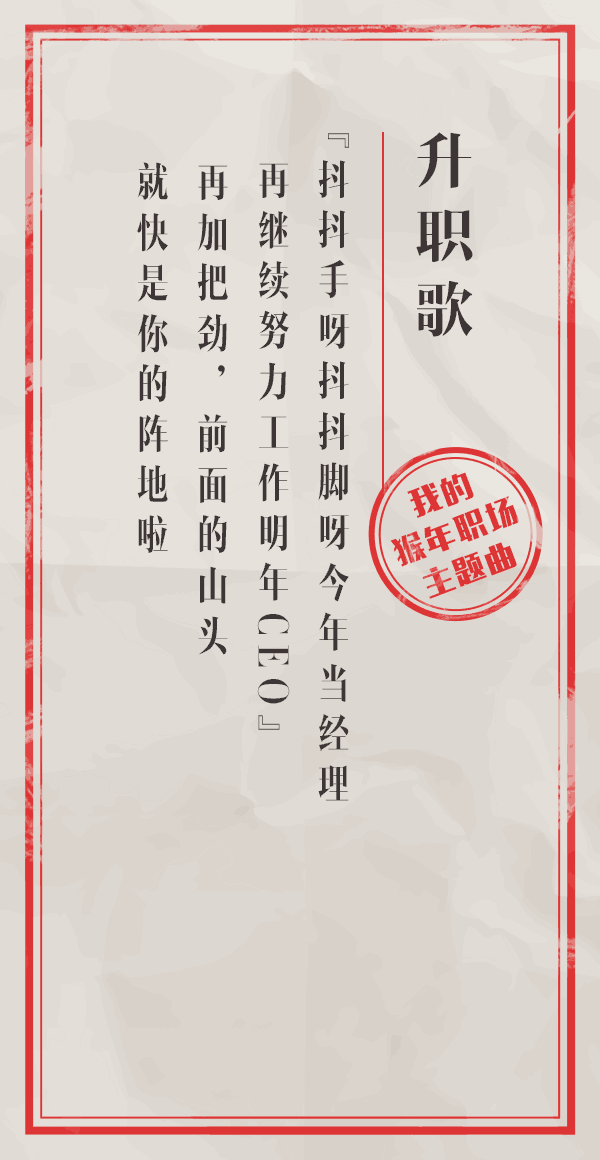 升职歌
我的
猴年职场
主题曲
『抖抖手呀抖抖脚呀今年当经理
再继续努力工作明年CEO』
再加把劲，前面的山头
就快是你的阵地啦